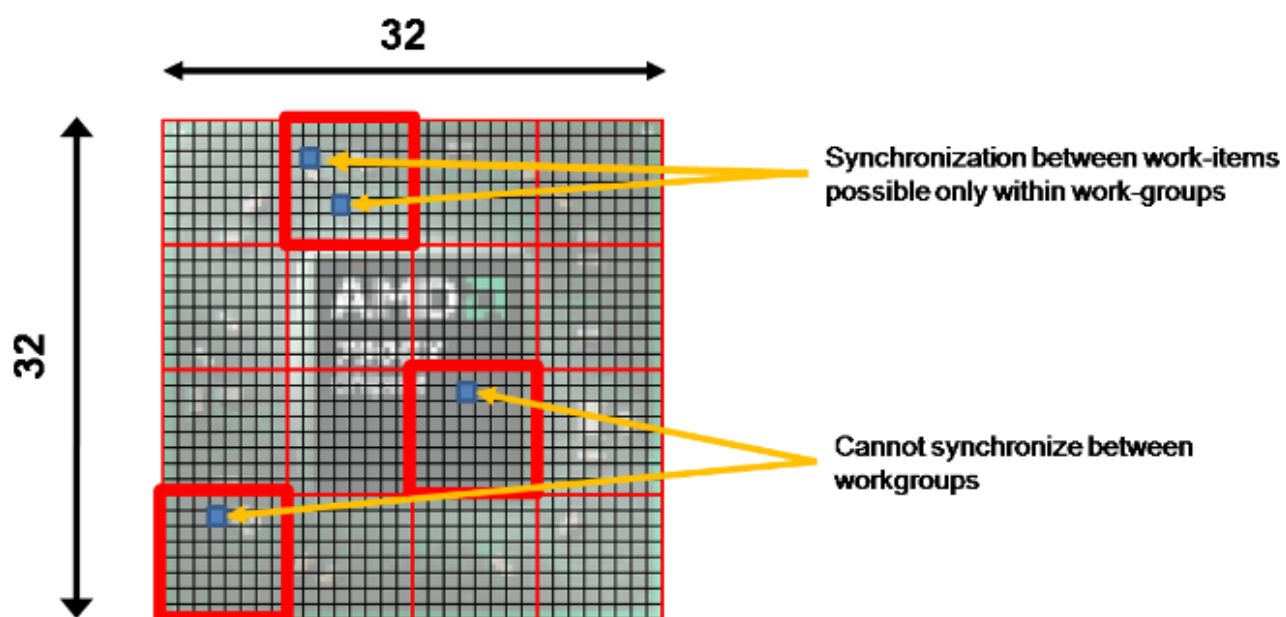 32
32
Synchronization between work-items
possible only within work-groups
AMD
Cannot synchronize between
workgroups